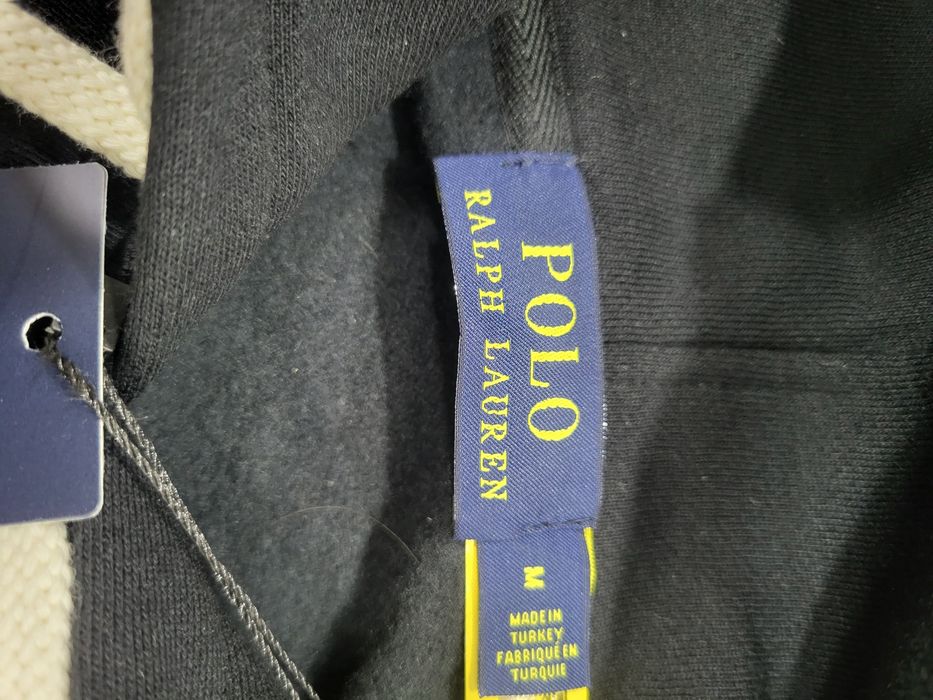 POLO
RALPH LAUREN
M
MADE IN
TURKEY
FABRIQUÉ EN
TURQUIE